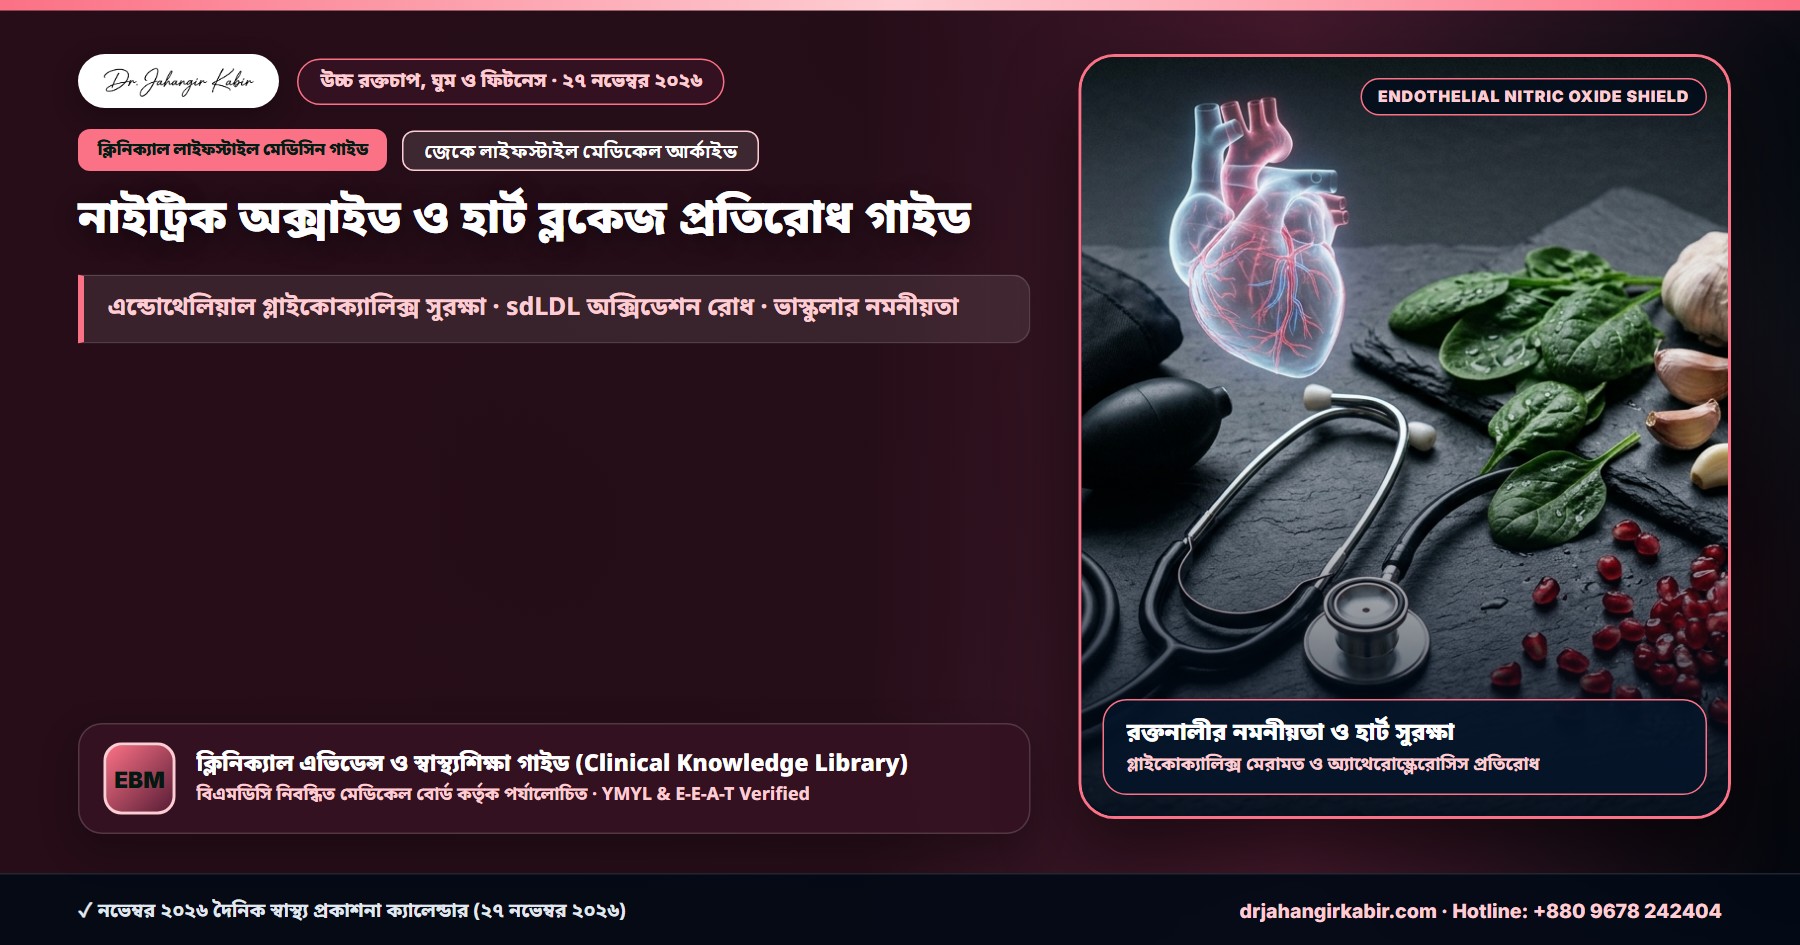 Dr. Jahangir Kabir
উচ্চ রক্তচাপ, ঘুম ও ফিটনেস · ২৭ নভেম্বর ২০২৬
ক্লিনিক্যাল লাইফস্টাইল মেডিসিন গাইড
জেকে লাইফস্টাইল মেডিকেল আর্কাইভ
নাইট্রিক অক্সাইড ও হার্ট ব্লকেজ প্রতিরোধ গাইড
এন্ডোথেলিয়াল গ্লাইকোক্যালিক্স সুরক্ষা · sdLDL অক্সিডেশন রোধ · ভাস্কুলার নমনীয়তা
EBM
ক্লিনিক্যাল এভিডেন্স ও স্বাস্থ্যশিক্ষা গাইড (Clinical Knowledge Library)
বিএমডিসি নিবন্ধিত মেডিকেল বোর্ড কর্তৃক পর্যালোচিত · YMYL & E-E-A-T Verified
ENDOTHELIAL NITRIC OXIDE SHIELD
রক্তনালীর নমনীয়তা ও হার্ট সুরক্ষা
গ্লাইকোক্যালিক্স মেরামত ও অ্যাথেরোস্ক্লেরোসিস প্রতিরোধ
✓ নভেম্বর ২০২৬ দৈনিক স্বাস্থ্য প্রকাশনা ক্যালেন্ডার (২৭ নভেম্বর ২০২৬)
drjahangirkabir.com · Hotline: +880 9678 242404